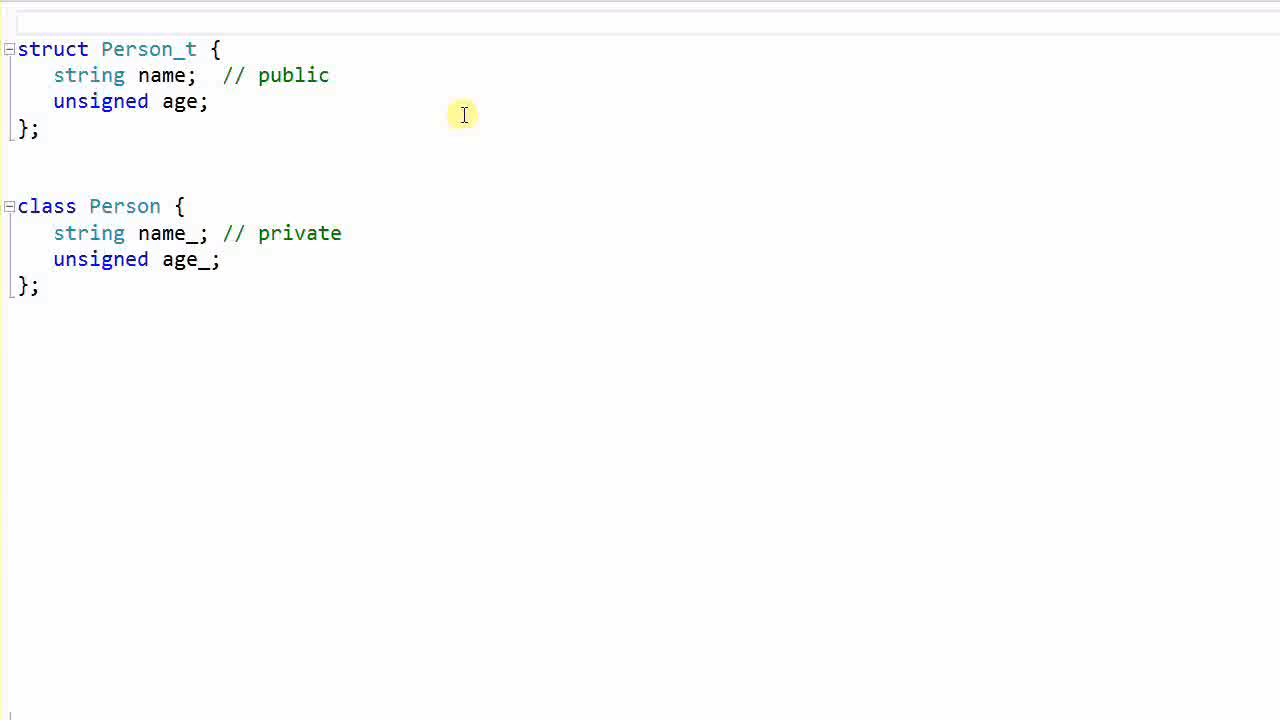 struct Person_t {
string name;  // public
unsigned age;
};
class Person {
string name_; // private
unsigned age_;
};